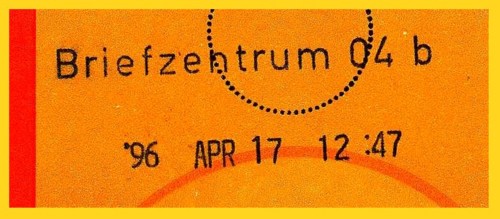 Briefzentrum 04 b
'96 APR 17 12:47